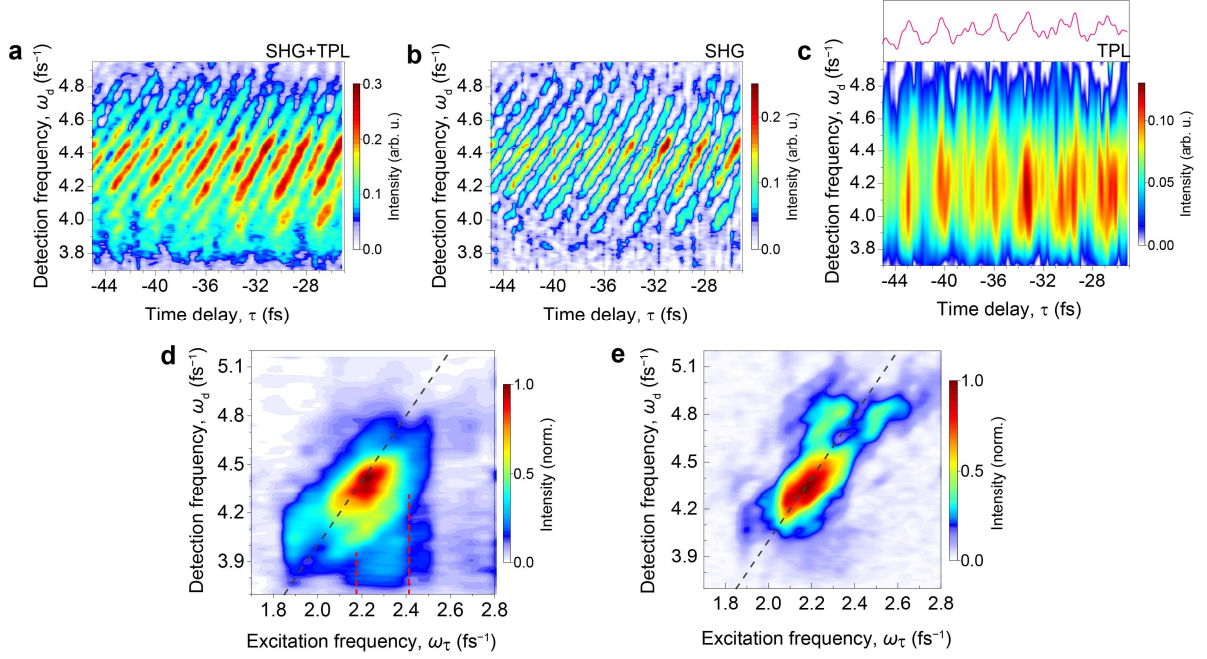 a
SHG+TPL
Detection frequency, ωd (fs⁻¹)
4.8
4.6
4.4
4.2
4.0
3.8
-44 -40 -36 -32 -28
Time delay, τ (fs)
0.3
0.2
0.1
0.0
Intensity (arb. u.)
b
SHG
Detection frequency, ωd (fs⁻¹)
4.8
4.6
4.4
4.2
4.0
3.8
-44 -40 -36 -32 -28
Time delay, τ (fs)
0.2
0.1
0.0
Intensity (arb. u.)
c
TPL
Detection frequency, ωd (fs⁻¹)
4.8
4.6
4.4
4.2
4.0
3.8
-44 -40 -36 -32 -28
Time delay, τ (fs)
0.10
0.05
0.00
Intensity (arb. u.)
d
Detection frequency, ωd (fs⁻¹)
5.1
4.8
4.5
4.2
3.9
1.8 2.0 2.2 2.4 2.6 2.8
Excitation frequency, ωτ (fs⁻¹)
1.0
0.5
0.0
Intensity (norm.)
e
Detection frequency, ωd (fs⁻¹)
5.1
4.8
4.5
4.2
3.9
1.8 2.0 2.2 2.4 2.6 2.8
Excitation frequency, ωτ (fs⁻¹)
1.0
0.5
0.0
Intensity (norm.)